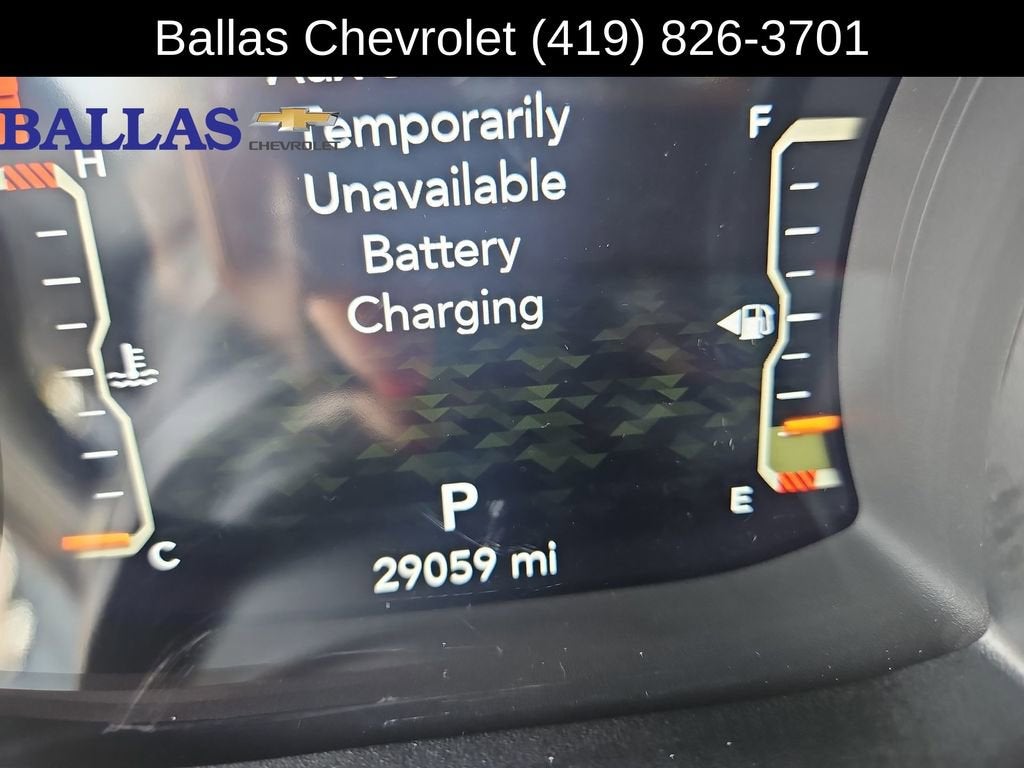 Ballas Chevrolet (419) 826-3701
BALLAS
CHEVROLET
Temporarily
Unavailable
Battery
Charging
H
F
C
E
P
29059 mi